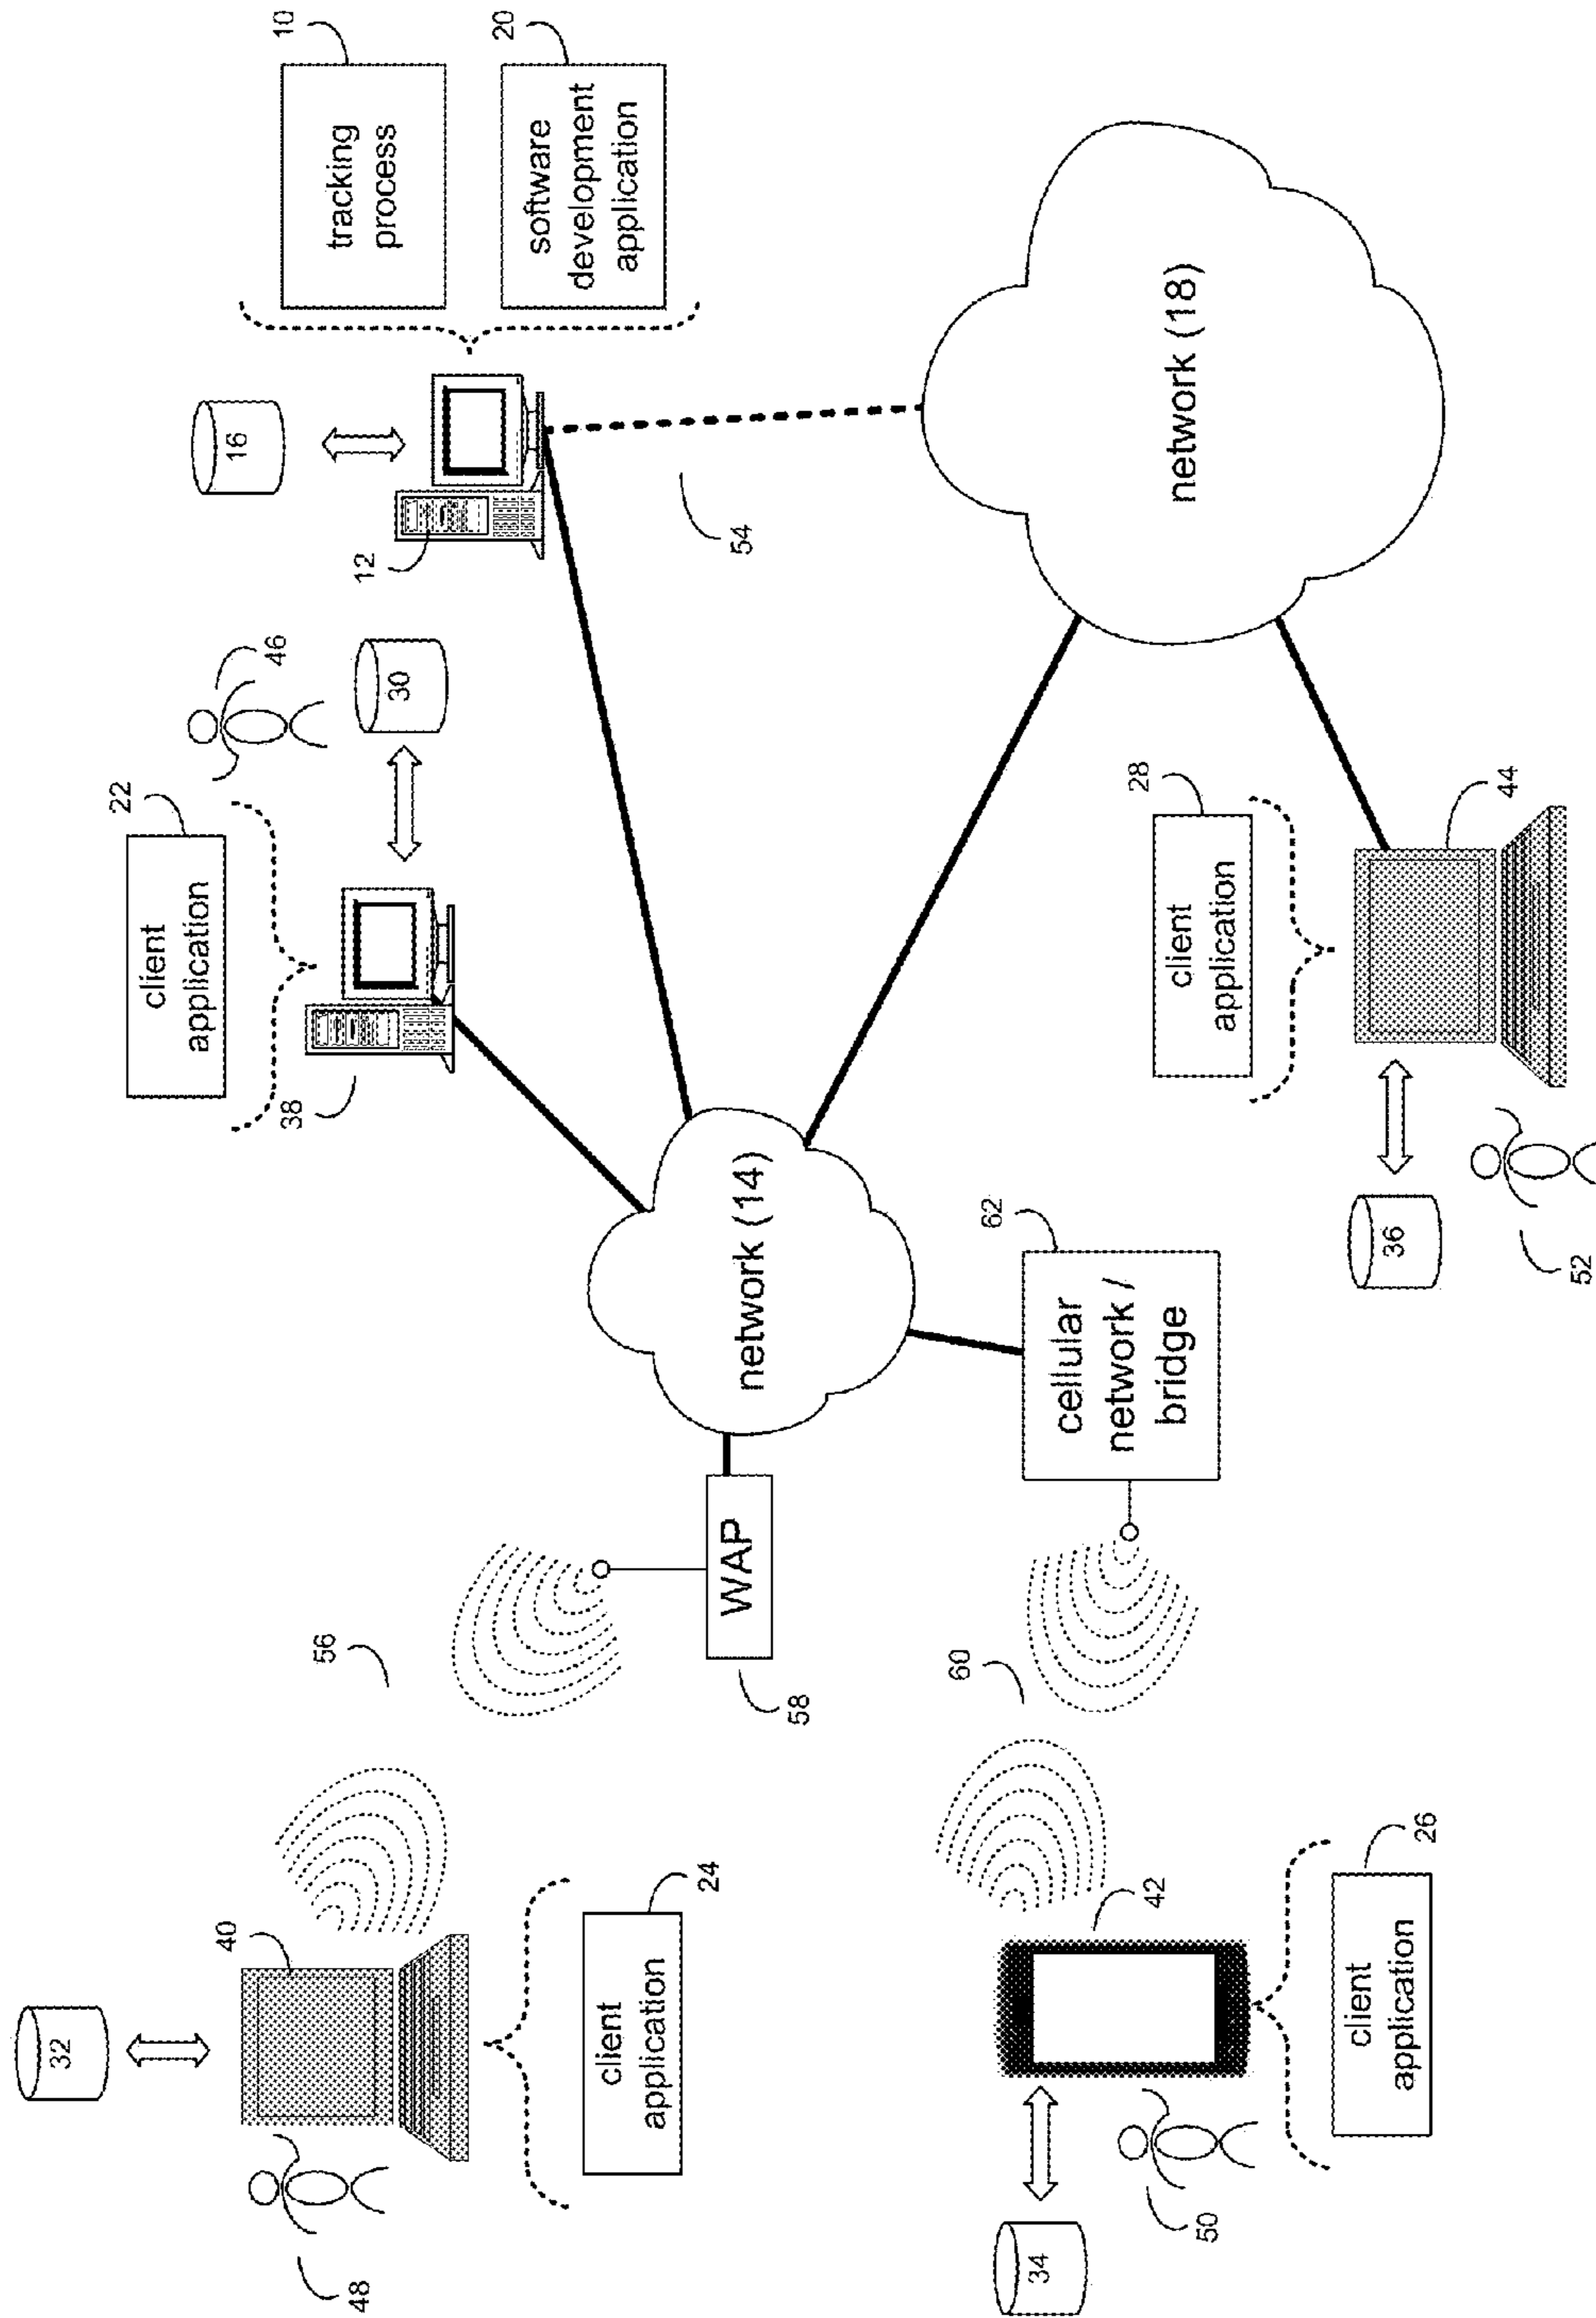 32
22
client
application
40
16
46
10
tracking
process
38
56
48
12
30
20
software
development
application
client
application
24
WAP
54
network (14)
58
60
62
34
cellular
network /
bridge
28
42
network (18)
client
application
50
client
application
36
26
44
52